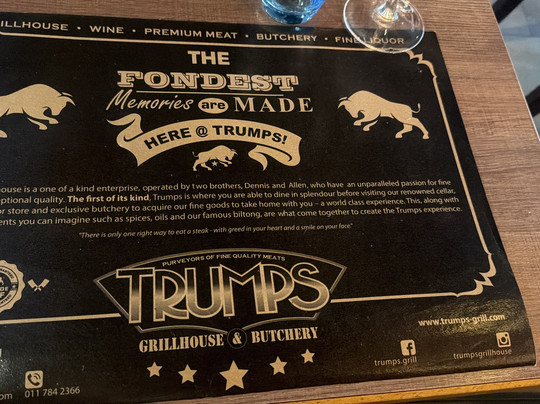 GRILLHOUSE • WINE • PREMIUM MEAT • BUTCHERY • FINE LIQUOR
THE
FONDEST
Memories are MADE
HERE @ TRUMPS!
house is a one of a kind enterprise, operated by two brothers, Dennis and Allen, who have an unparalleled passion for fine
eptional quality. The first of its kind, Trumps is where you are able to dine in splendour before visiting our renowned cellar,
or store and exclusive butchery to acquire our fine goods to take home with you – a world class experience. This, along with
ents you can imagine such as spices, oils and our famous biltong, are what come together to create the Trumps experience.
"There is only one right way to eat a steak - with greed in your heart and a smile on your face."
PURVEYORS OF FINE QUALITY MEATS
TRUMPS
GRILLHOUSE & BUTCHERY
www.trumps-grill.com
trumps.grill
trumpsgrillhouse
.com
011 784 2366